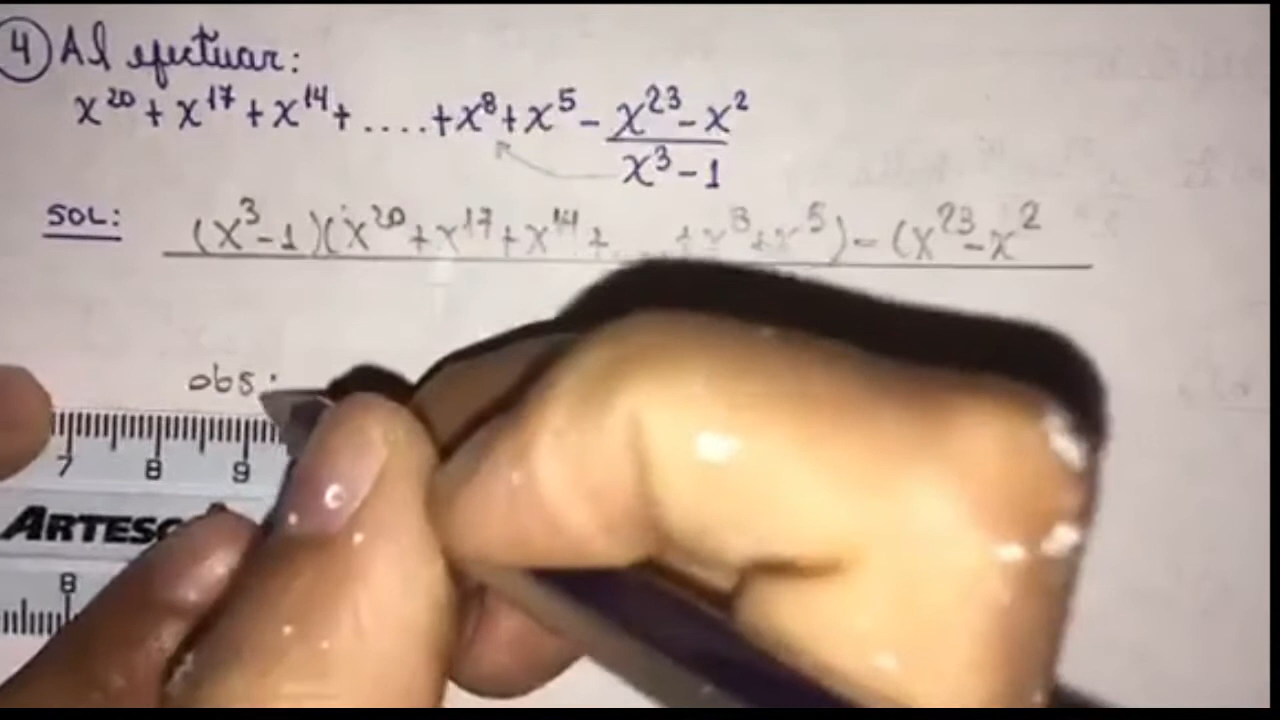 4 Al efectuar:
x²⁰ + x¹⁷ + x¹⁴ + .... + x⁸ + x⁵ - (x²³ - x²)/(x³ - 1)
SOL: (x³-1)(x²⁰ + x¹⁷ + x¹⁴ + ... + x⁸ + x⁵) - (x²³ - x²
obs:
7 8 9
ARTESC
8